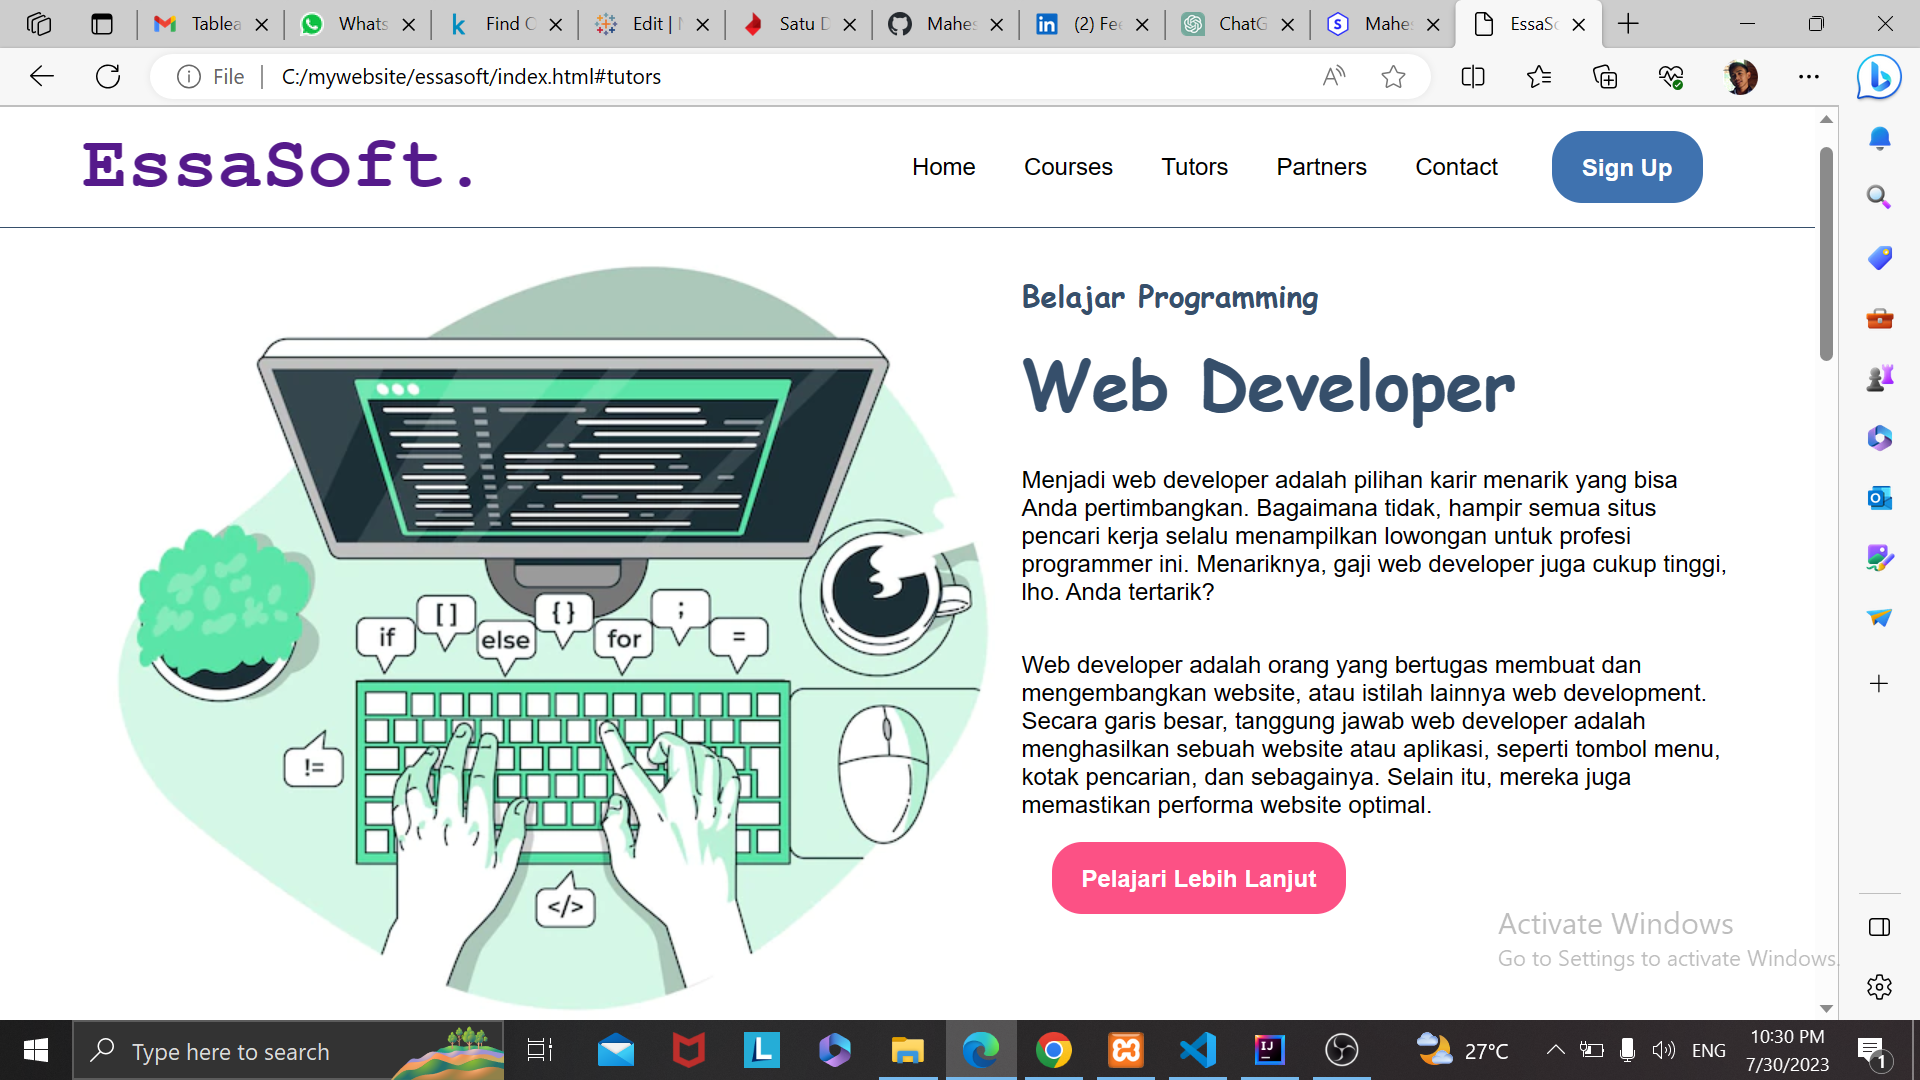 Tablea
Whats
Find C
Edit |
Satu D
Mahes
(2) Fee
ChatG
Mahes
EssaSo
File
C:/mywebsite/essasoft/index.html#tutors
EssaSoft.
Home
Courses
Tutors
Partners
Contact
Sign Up
Belajar Programming
Web Developer
Menjadi web developer adalah pilihan karir menarik yang bisa
Anda pertimbangkan. Bagaimana tidak, hampir semua situs
pencari kerja selalu menampilkan lowongan untuk profesi
programmer ini. Menariknya, gaji web developer juga cukup tinggi,
lho. Anda tertarik?
Web developer adalah orang yang bertugas membuat dan
mengembangkan website, atau istilah lainnya web development.
Secara garis besar, tanggung jawab web developer adalah
menghasilkan sebuah website atau aplikasi, seperti tombol menu,
kotak pencarian, dan sebagainya. Selain itu, mereka juga
memastikan performa website optimal.
Pelajari Lebih Lanjut
if
[ ]
else
{ }
for
;
=
!=
</>
Activate Windows
Go to Settings to activate Windows.
Type here to search
27°C
ENG
10:30 PM
7/30/2023
1